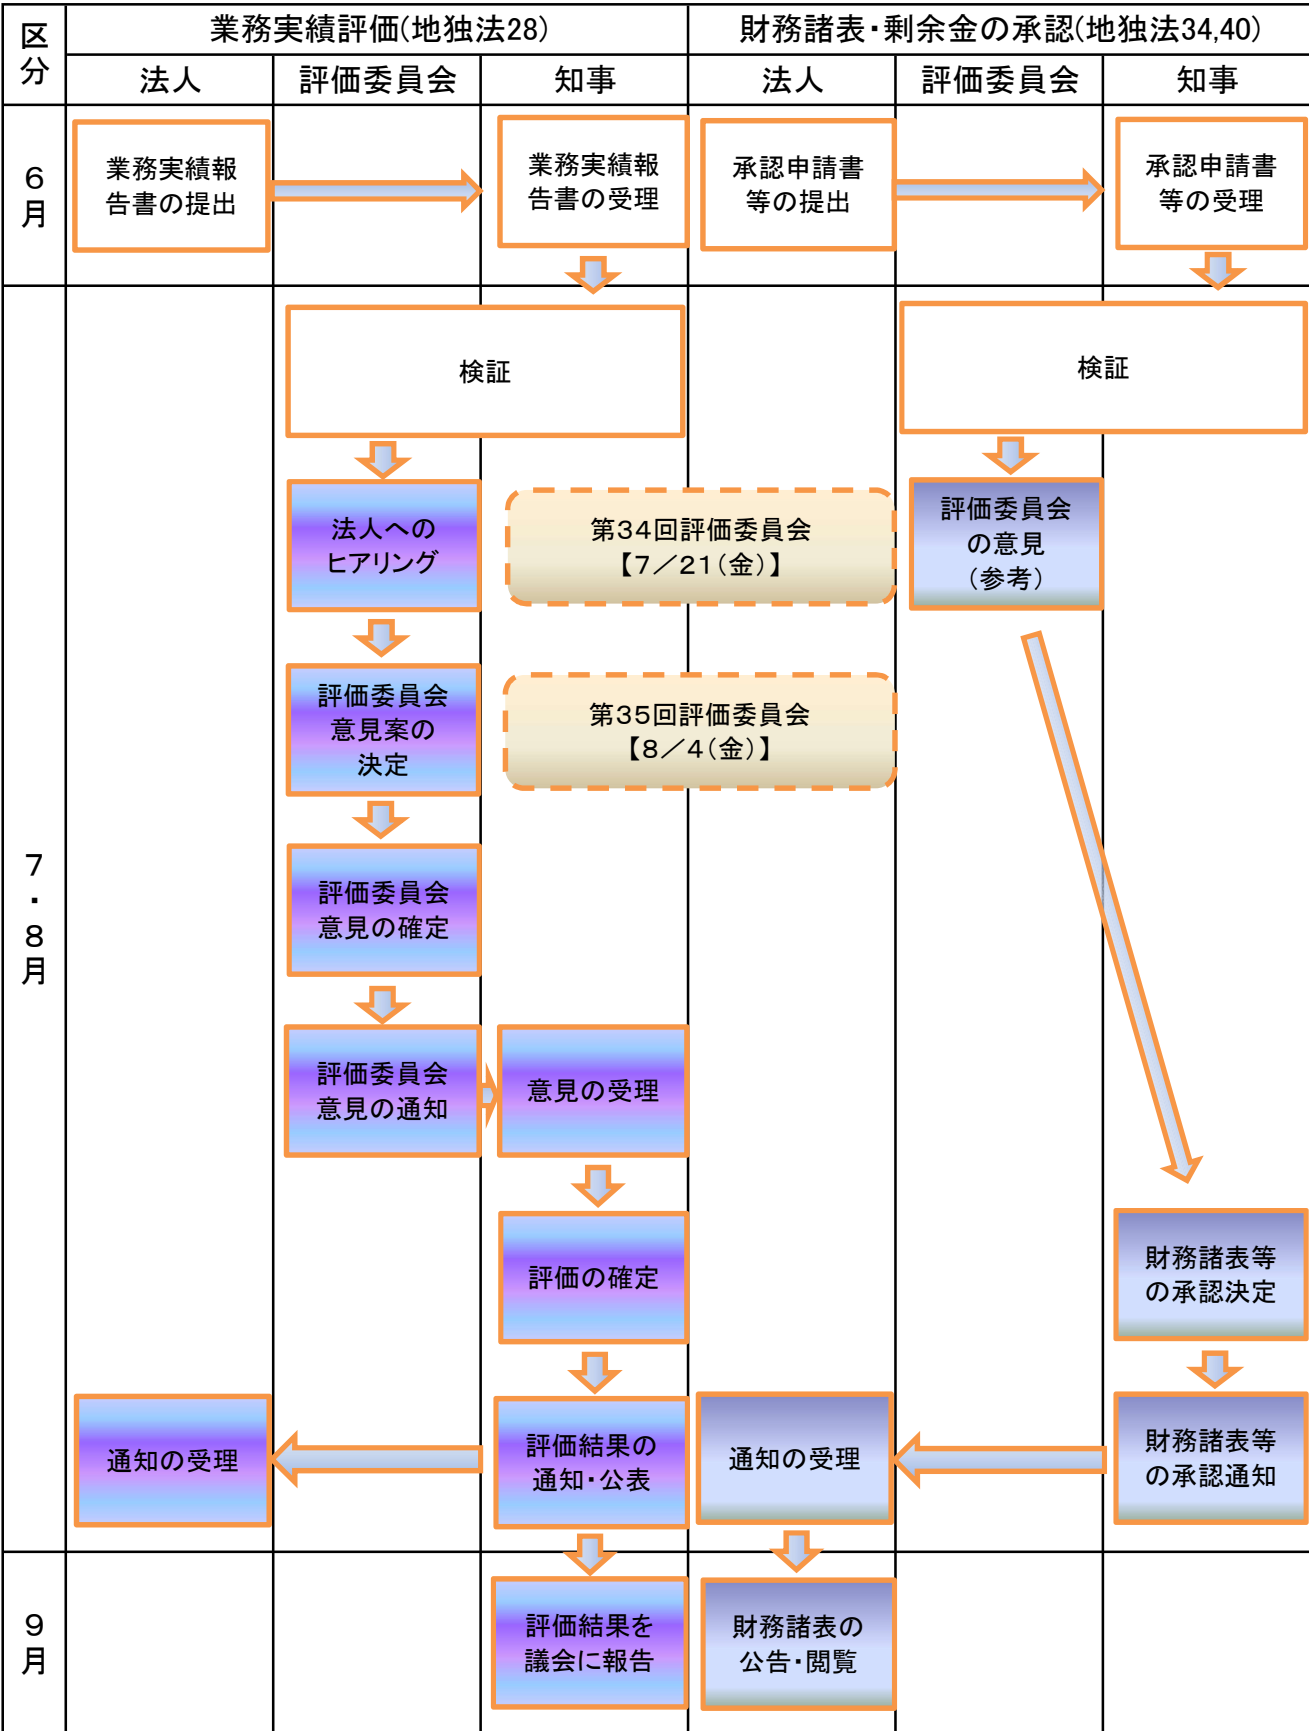 区分
業務実績評価(地独法28)
財務諸表・剰余金の承認(地独法34,40)
法人
評価委員会
知事
法人
評価委員会
知事
6月
業務実績報
告書の提出
業務実績報
告書の受理
承認申請書
等の提出
承認申請書
等の受理
7・8月
検証
検証
法人への
ヒアリング
第34回評価委員会
【7／21(金)】
評価委員会
の意見
(参考)
評価委員会
意見案の
決定
第35回評価委員会
【8／4(金)】
評価委員会
意見の確定
評価委員会
意見の通知
意見の受理
評価の確定
財務諸表等
の承認決定
通知の受理
評価結果の
通知・公表
通知の受理
財務諸表等
の承認通知
9月
評価結果を
議会に報告
財務諸表の
公告・閲覧